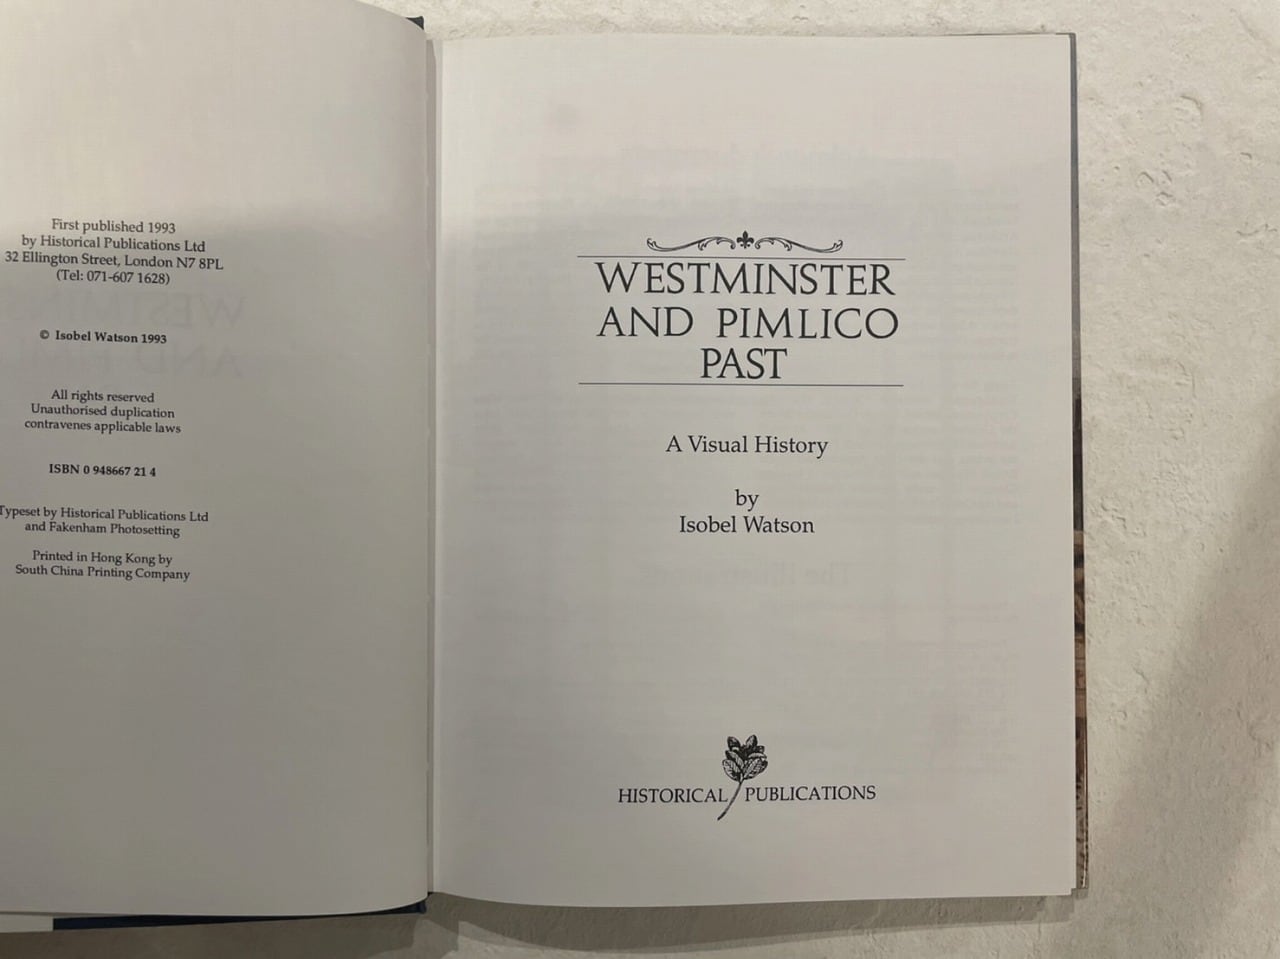 First published 1993
by Historical Publications Ltd
32 Ellington Street, London N7 8PL
(Tel: 071-607 1628)
© Isobel Watson 1993
All rights reserved
Unauthorised duplication
contravenes applicable laws
ISBN 0 948667 21 4
Typeset by Historical Publications Ltd
and Fakenham Photosetting
Printed in Hong Kong by
South China Printing Company
WESTMINSTER
AND PIMLICO
PAST
A Visual History
by
Isobel Watson
HISTORICAL PUBLICATIONS